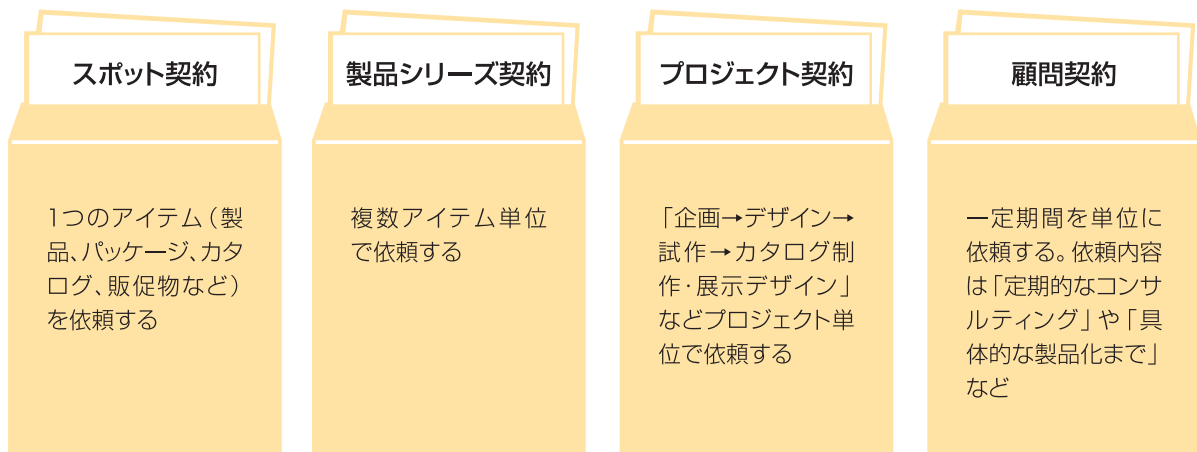 スポット契約
1つのアイテム(製
品、パッケージ、カタ
ログ、販促物など)
を依頼する
製品シリーズ契約
複数アイテム単位
で依頼する
プロジェクト契約
「企画→デザイン→
試作→カタログ制
作・展示デザイン」
などプロジェクト単
位で依頼する
顧問契約
一定期間を単位に
依頼する。依頼内容
は「定期的なコンサ
ルティング」や「具
体的な製品化まで」
など